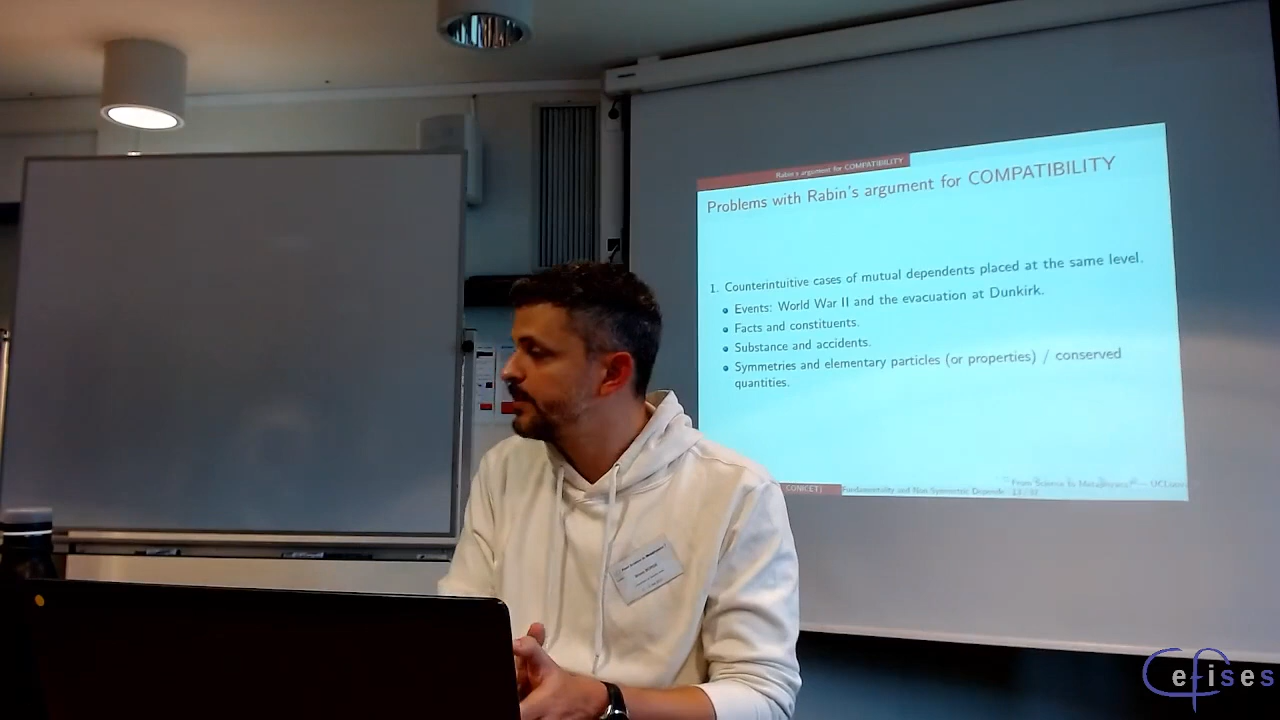 Rabin's argument for COMPATIBILITY
Problems with Rabin's argument for COMPATIBILITY
1. Counterintuitive cases of mutual dependents placed at the same level.
Events: World War II and the evacuation at Dunkirk.
Facts and constituents.
Substance and accidents.
Symmetries and elementary particles (or properties) / conserved
quantities.
CONICET)
Fundamentality and Non-Symmetric Depende
From Science to Metaphysics
efises